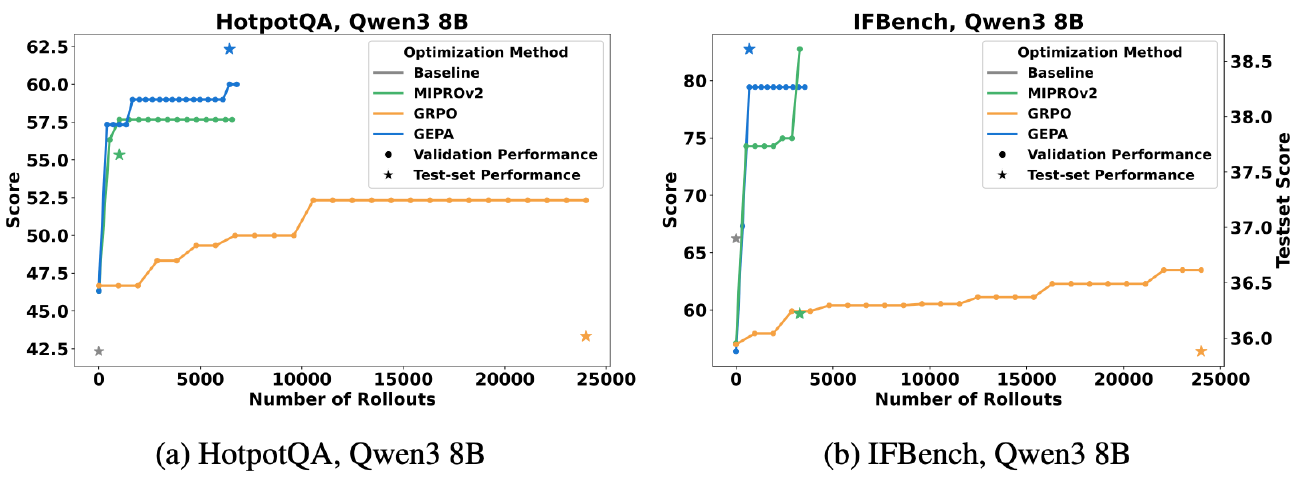 HotpotQA, Qwen3 8B
Score
62.5
60.0
57.5
55.0
52.5
50.0
47.5
45.0
42.5
0
5000
10000
15000
20000
25000
Number of Rollouts
Optimization Method
Baseline
MIPROv2
GRPO
GEPA
Validation Performance
Test-set Performance
(a) HotpotQA, Qwen3 8B
IFBench, Qwen3 8B
Score
80
75
70
65
60
0
5000
10000
15000
20000
25000
Number of Rollouts
Optimization Method
Baseline
MIPROv2
GRPO
GEPA
Validation Performance
Test-set Performance
38.5
38.0
37.5
37.0
36.5
36.0
Testset Score
(b) IFBench, Qwen3 8B